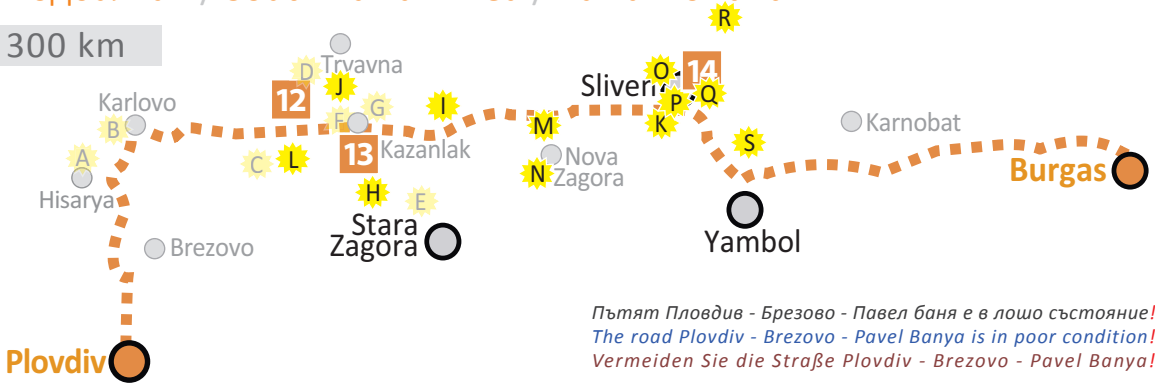 300 km
R
D
Tryavna
O
14
12
J
Sliven
Q
Karlovo
G
I
P
B
F
M
K
Karnobat
13
Kazanlak
S
A
C
L
Nova
Zagora
N
Burgas
Hisarya
H
E
Stara
Zagora
Yambol
Brezovo
Пътят Пловдив - Брезово - Павел баня е в лошо състояние!
The road Plovdiv - Brezovo - Pavel Banya is in poor condition!
Vermeiden Sie die Straße Plovdiv - Brezovo - Pavel Banya!
Plovdiv